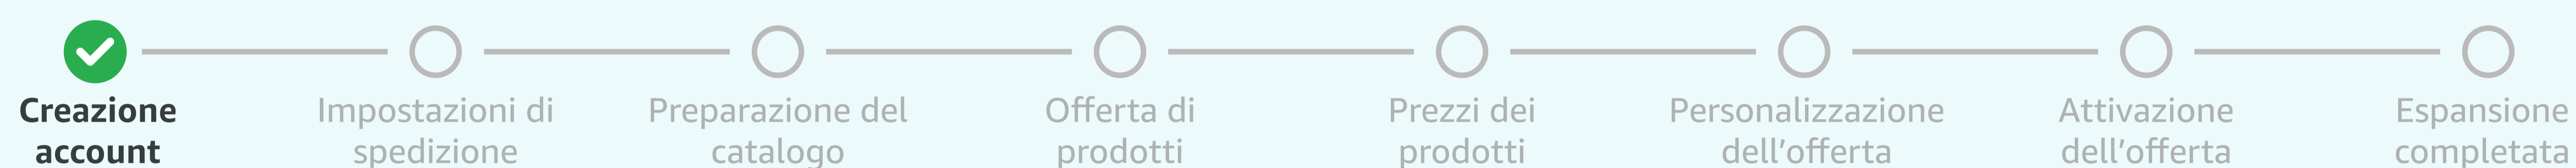 Creazione
account
Impostazioni di
spedizione
Preparazione del
catalogo
Offerta di
prodotti
Prezzi dei
prodotti
Personalizzazione
dell’offerta
Attivazione
dell’offerta
Espansione
completata